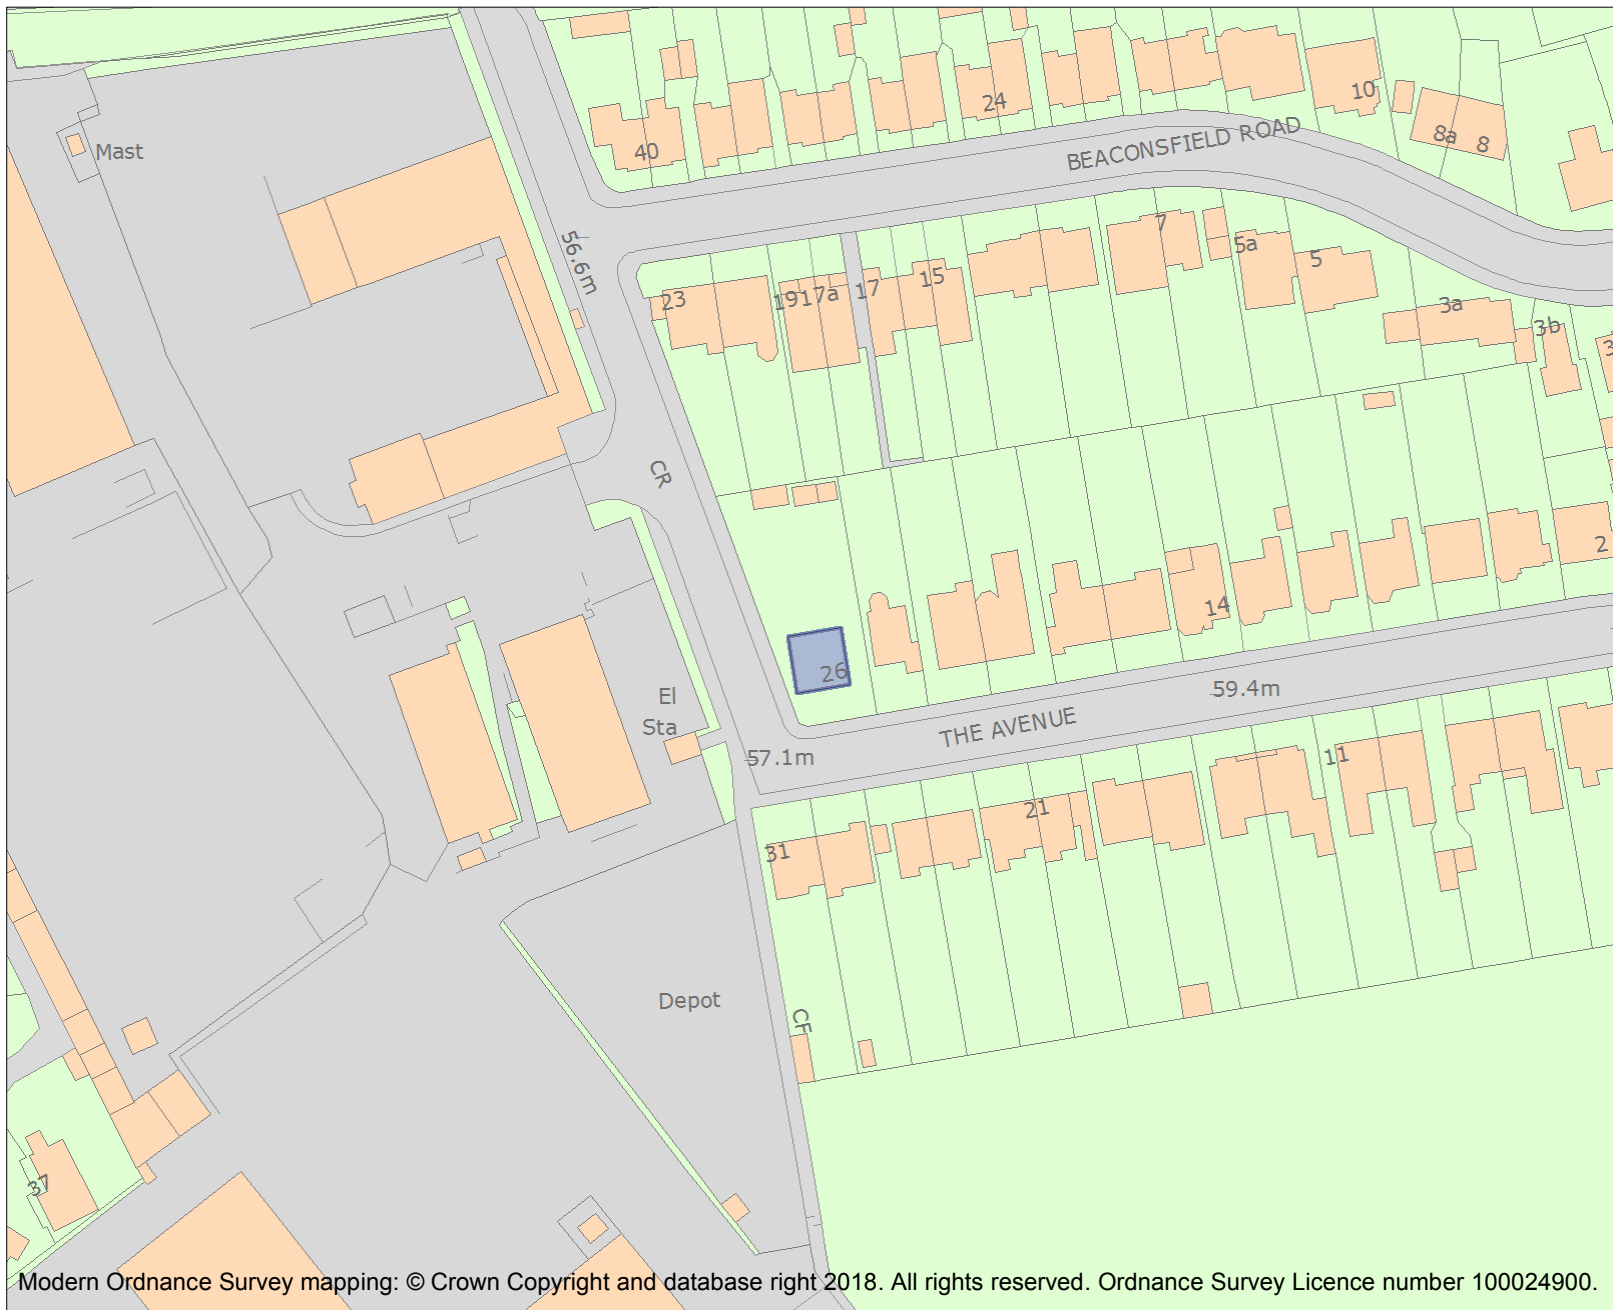 10
24
8a
8
40
BEACONSFIELD ROAD
Mast
7
5a
5
56.6m
23
19
17a
17
15
3a
3b
3
CR
2
14
26
El
Sta
59.4m
THE AVENUE
57.1m
11
21
31
Depot
CF
37
Modern Ordnance Survey mapping: © Crown Copyright and database right 2018. All rights reserved. Ordnance Survey Licence number 100024900.